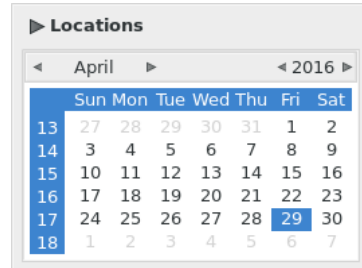 Locations
April 2016
Sun Mon Tue Wed Thu Fri Sat
13 27 28 29 30 31 1 2
14 3 4 5 6 7 8 9
15 10 11 12 13 14 15 16
16 17 18 19 20 21 22 23
17 24 25 26 27 28 29 30
18 1 2 3 4 5 6 7